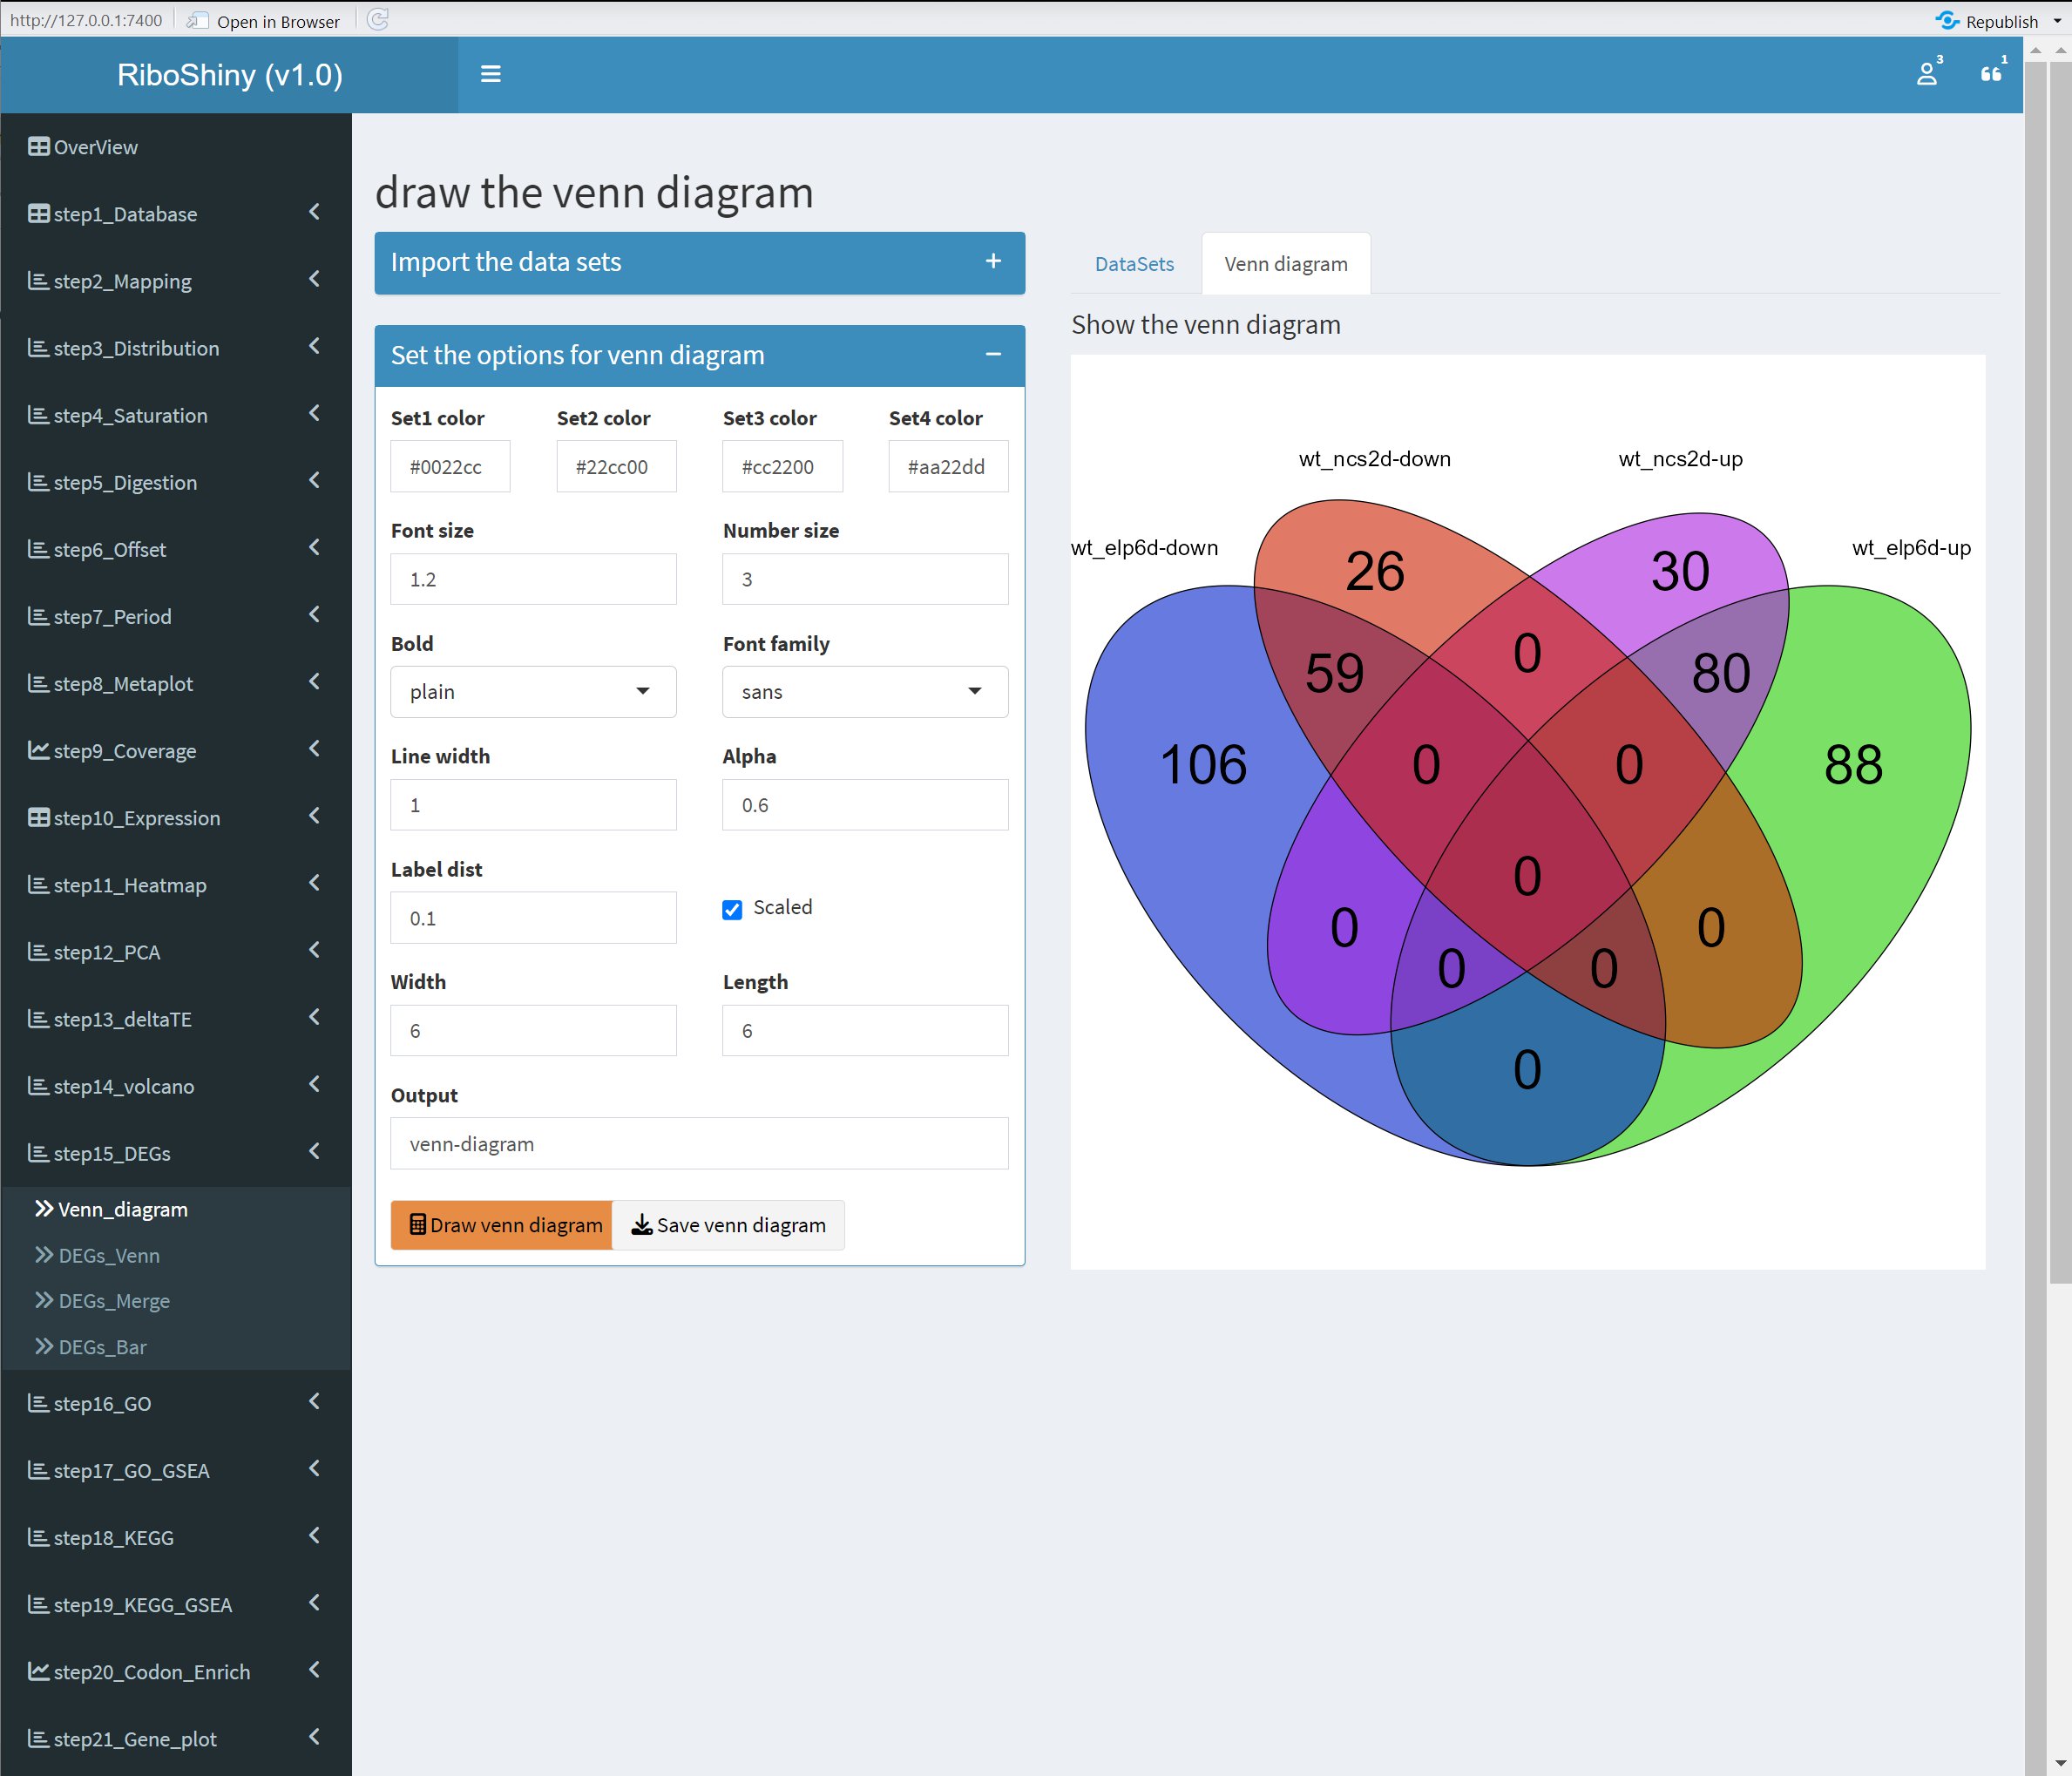 http://127.0.0.1:7400 Open in Browser Republish
RiboShiny (v1.0) 3 1
OverView
step1_Database
step2_Mapping
step3_Distribution
step4_Saturation
step5_Digestion
step6_Offset
step7_Period
step8_Metaplot
step9_Coverage
step10_Expression
step11_Heatmap
step12_PCA
step13_deltaTE
step14_volcano
step15_DEGs
Venn_diagram
DEGs_Venn
DEGs_Merge
DEGs_Bar
step16_GO
step17_GO_GSEA
step18_KEGG
step19_KEGG_GSEA
step20_Codon_Enrich
step21_Gene_plot
draw the venn diagram
Import the data sets +
Set the options for venn diagram −
Set1 color Set2 color Set3 color Set4 color
#0022cc #22cc00 #cc2200 #aa22dd
Font size Number size
1.2 3
Bold Font family
plain sans
Line width Alpha
1 0.6
Label dist
0.1 Scaled
Width Length
6 6
Output
venn-diagram
Draw venn diagram Save venn diagram
DataSets Venn diagram
Show the venn diagram
wt_ncs2d-down wt_ncs2d-up
wt_elp6d-down wt_elp6d-up
26 30
0
59 80
106 0 0 88
0
0 0
0 0
0